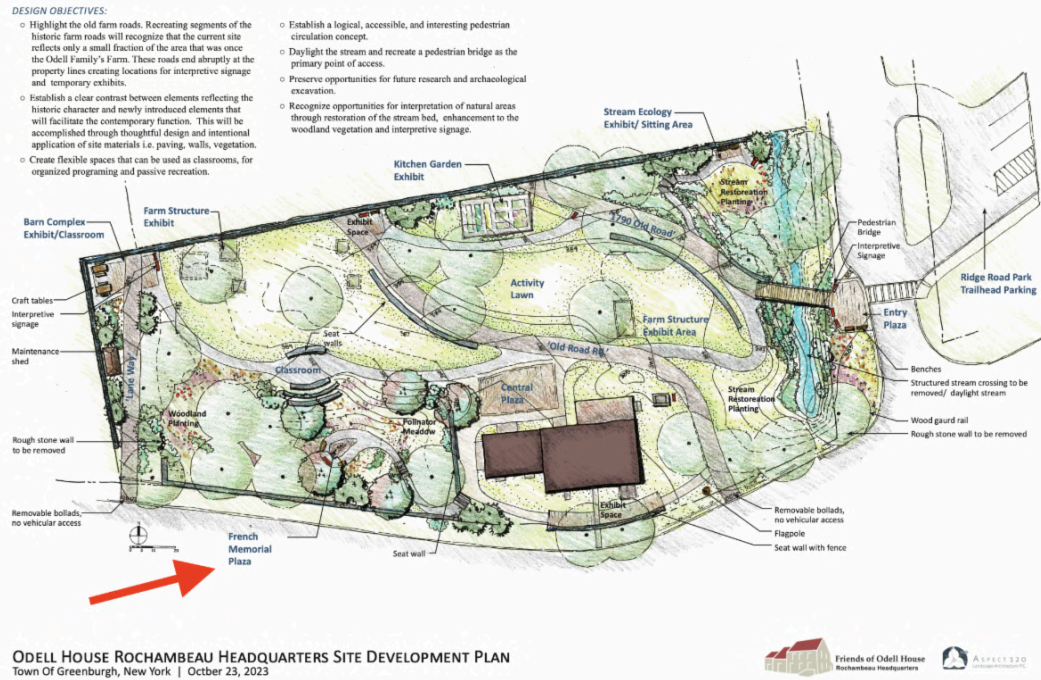 DESIGN OBJECTIVES:
○ Highlight the old farm roads. Recreating segments of the
historic farm roads will recognize that the current site
reflects only a small fraction of the area that was once
the Odell Family's Farm. These roads end abruptly at the
property lines creating locations for interpretive signage
and temporary exhibits.
○ Establish a clear contrast between elements reflecting the
historic character and newly introduced elements that
will facilitate the contemporary function. This will be
accomplished through thoughtful design and intentional
application of site materials i.e. paving, walls, vegetation.
○ Create flexible spaces that can be used as classrooms, for
organized programing and passive recreation.
○ Establish a logical, accessible, and interesting pedestrian
circulation concept.
○ Daylight the stream and recreate a pedestrian bridge as the
primary point of access.
○ Preserve opportunities for future research and archaeological
excavation.
○ Recognize opportunities for interpretation of natural areas
through restoration of the stream bed, enhancement to the
woodland vegetation and interpretive signage.
Stream Ecology
Exhibit/ Sitting Area
Kitchen Garden
Exhibit
Stream
Restoration
Planting
Barn Complex
Exhibit/Classroom
Farm Structure
Exhibit
Exhibit
Space
'1790 Old Road'
Pedestrian
Bridge
Interpretive
Signage
Ridge Road Park
Trailhead Parking
Activity
Lawn
Craft tables
Interpretive
signage
Farm Structure
Exhibit Area
Entry
Plaza
Seat
walls
Maintenance
shed
'Lane Way'
Classroom
'Old Road Rd.'
Central
Plaza
Benches
Structured stream crossing to be
removed/ daylight stream
Stream
Restoration
Planting
Woodland
Planting
Pollinator
Meadow
Wood gaurd rail
Rough stone wall to be removed
Rough stone wall
to be removed
Exhibit
Space
Removable bollads,
no vehicular access
Removable bollads,
no vehicular access
Flagpole
Seat wall with fence
French
Memorial
Plaza
Seat wall
ODELL HOUSE ROCHAMBEAU HEADQUARTERS SITE DEVELOPMENT PLAN
Town Of Greenburgh, New York | Octber 23, 2023
Friends of Odell House
Rochambeau Headquarters
ASPECT 120
Landscape Architecture PC